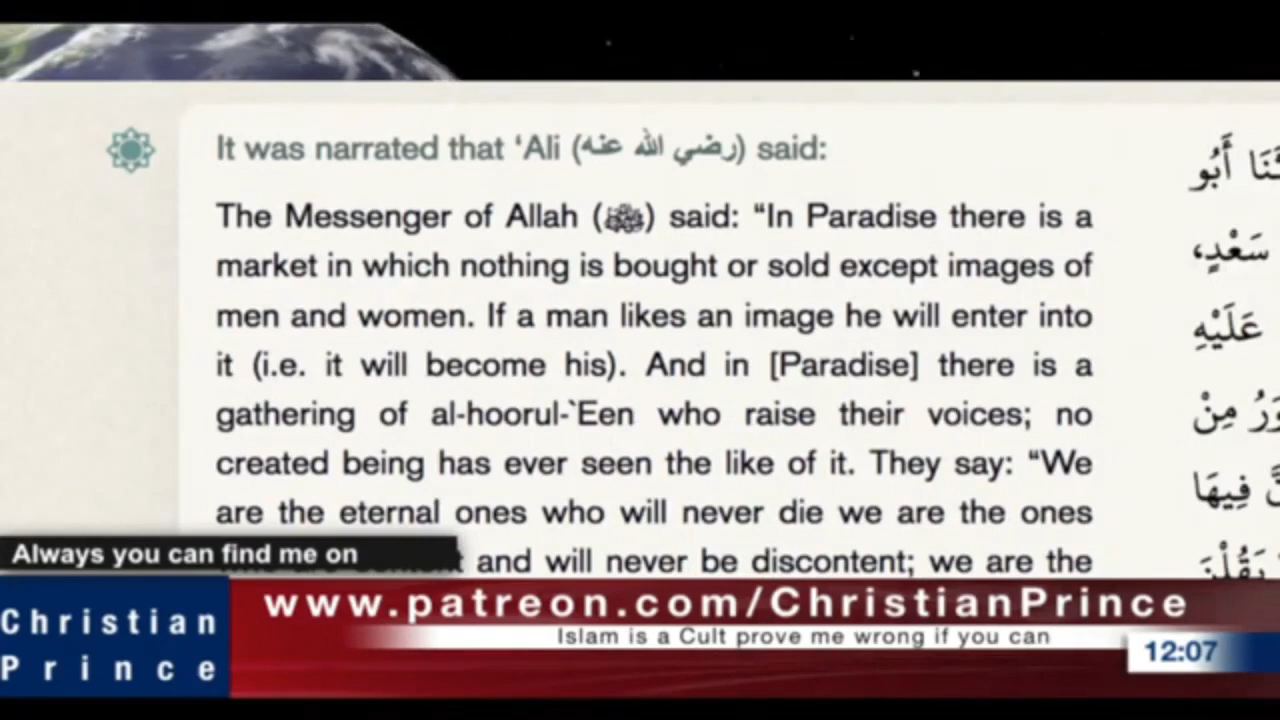 It was narrated that ‘Ali (رضي الله عنه) said:
The Messenger of Allah (ﷺ) said: “In Paradise there is a
market in which nothing is bought or sold except images of
men and women. If a man likes an image he will enter into
it (i.e. it will become his). And in [Paradise] there is a
gathering of al-hoorul-`Een who raise their voices; no
created being has ever seen the like of it. They say: “We
are the eternal ones who will never die we are the ones
and will never be discontent; we are the
أَبُو
سَعْدٍ،
عَلَيْهِ
مِنْ
فِيهَا
يَقُلْنَ
Always you can find me on
www.patreon.com/ChristianPrince
Islam is a Cult prove me wrong if you can
Christian
Prince
12:07